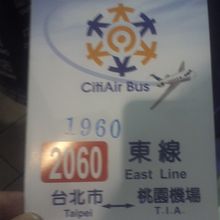 CitiAir Bus
1960
2060 東線
East Line
台北市 ↔ 桃園機場
Taipei T.I.A.